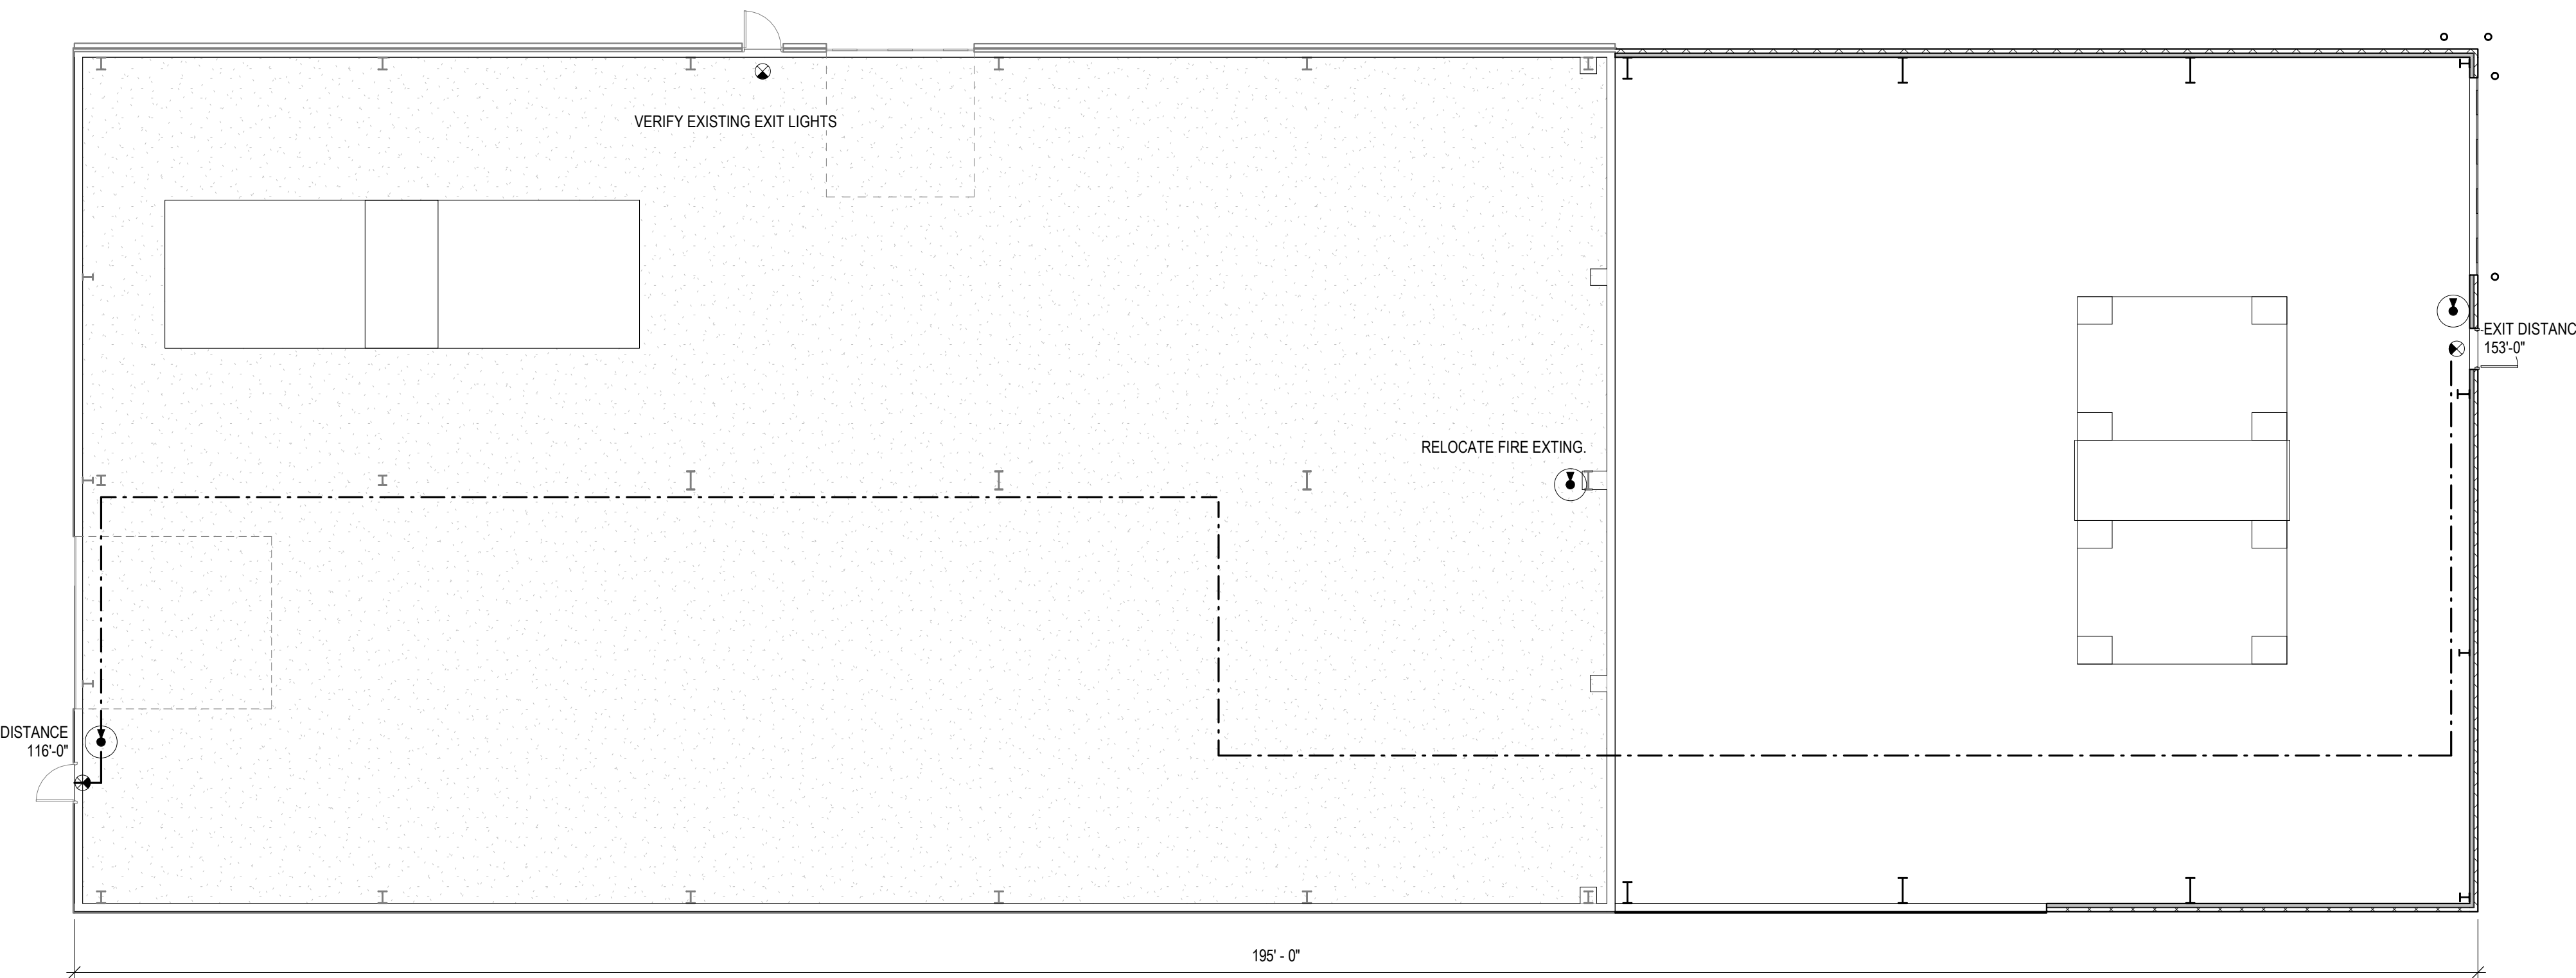 VERIFY EXISTING EXIT LIGHTS
EXIT DISTANC
153'-0"
RELOCATE FIRE EXTING.
DISTANCE
116'-0"
195' - 0"